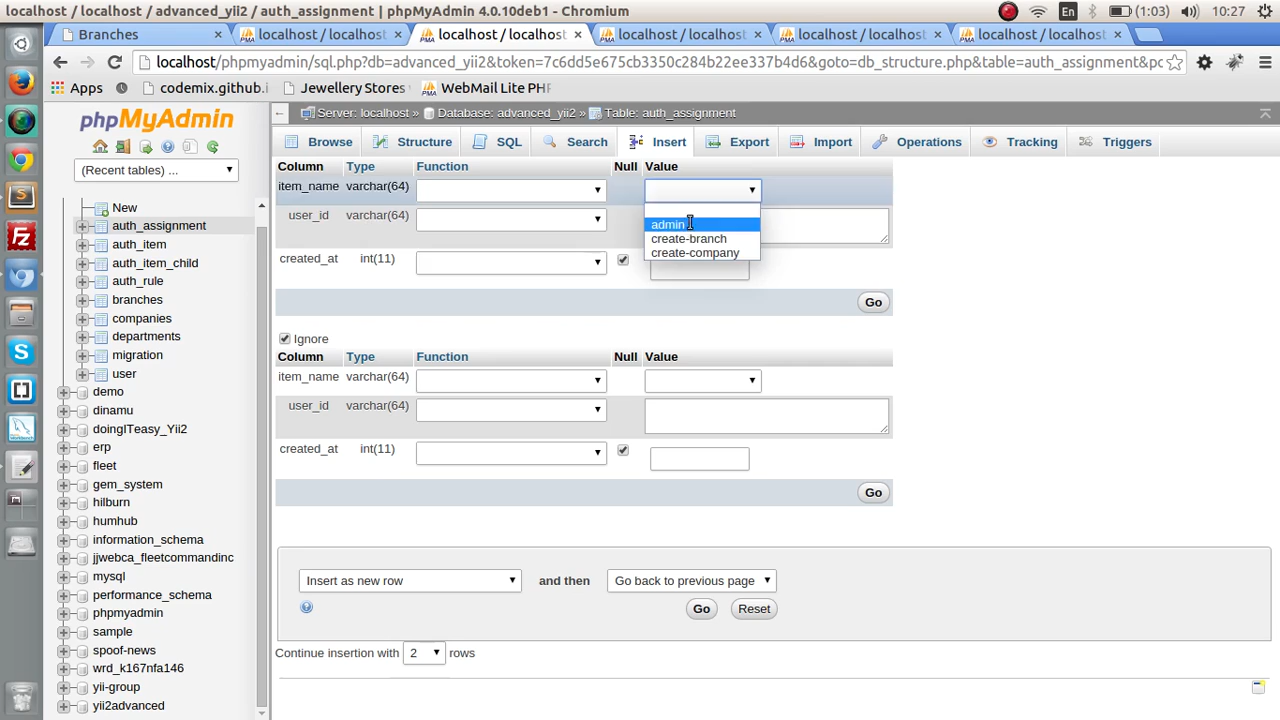 localhost / localhost / advanced_yii2 / auth_assignment | phpMyAdmin 4.0.10deb1 - Chromium
En (1:03) 10:27
Branches × localhost / localhost × localhost / localhost × localhost / localhost × localhost / localhost × localhost / localhost ×
localhost/phpmyadmin/sql.php?db=advanced_yii2&token=7c6dd5e675cb3350c284b22ee337b4d6&goto=db_structure.php&table=auth_assignment&pc
Apps codemix.github.i Jewellery Stores WebMail Lite PHP
phpMyAdmin
(Recent tables) ...
New
auth_assignment
auth_item
auth_item_child
auth_rule
branches
companies
departments
migration
user
demo
dinamu
doingITeasy_Yii2
erp
fleet
gem_system
hilburn
humhub
information_schema
jjwebca_fleetcommandinc
mysql
performance_schema
phpmyadmin
sample
spoof-news
wrd_k167nfa146
yii-group
yii2advanced
Server: localhost » Database: advanced_yii2 » Table: auth_assignment
Browse Structure SQL Search Insert Export Import Operations Tracking Triggers
Column Type Function Null Value
item_name varchar(64)
user_id varchar(64)
created_at int(11)
admin
create-branch
create-company
Go
Ignore
Column Type Function Null Value
item_name varchar(64)
user_id varchar(64)
created_at int(11)
Go
Insert as new row and then Go back to previous page
Go Reset
Continue insertion with 2 rows